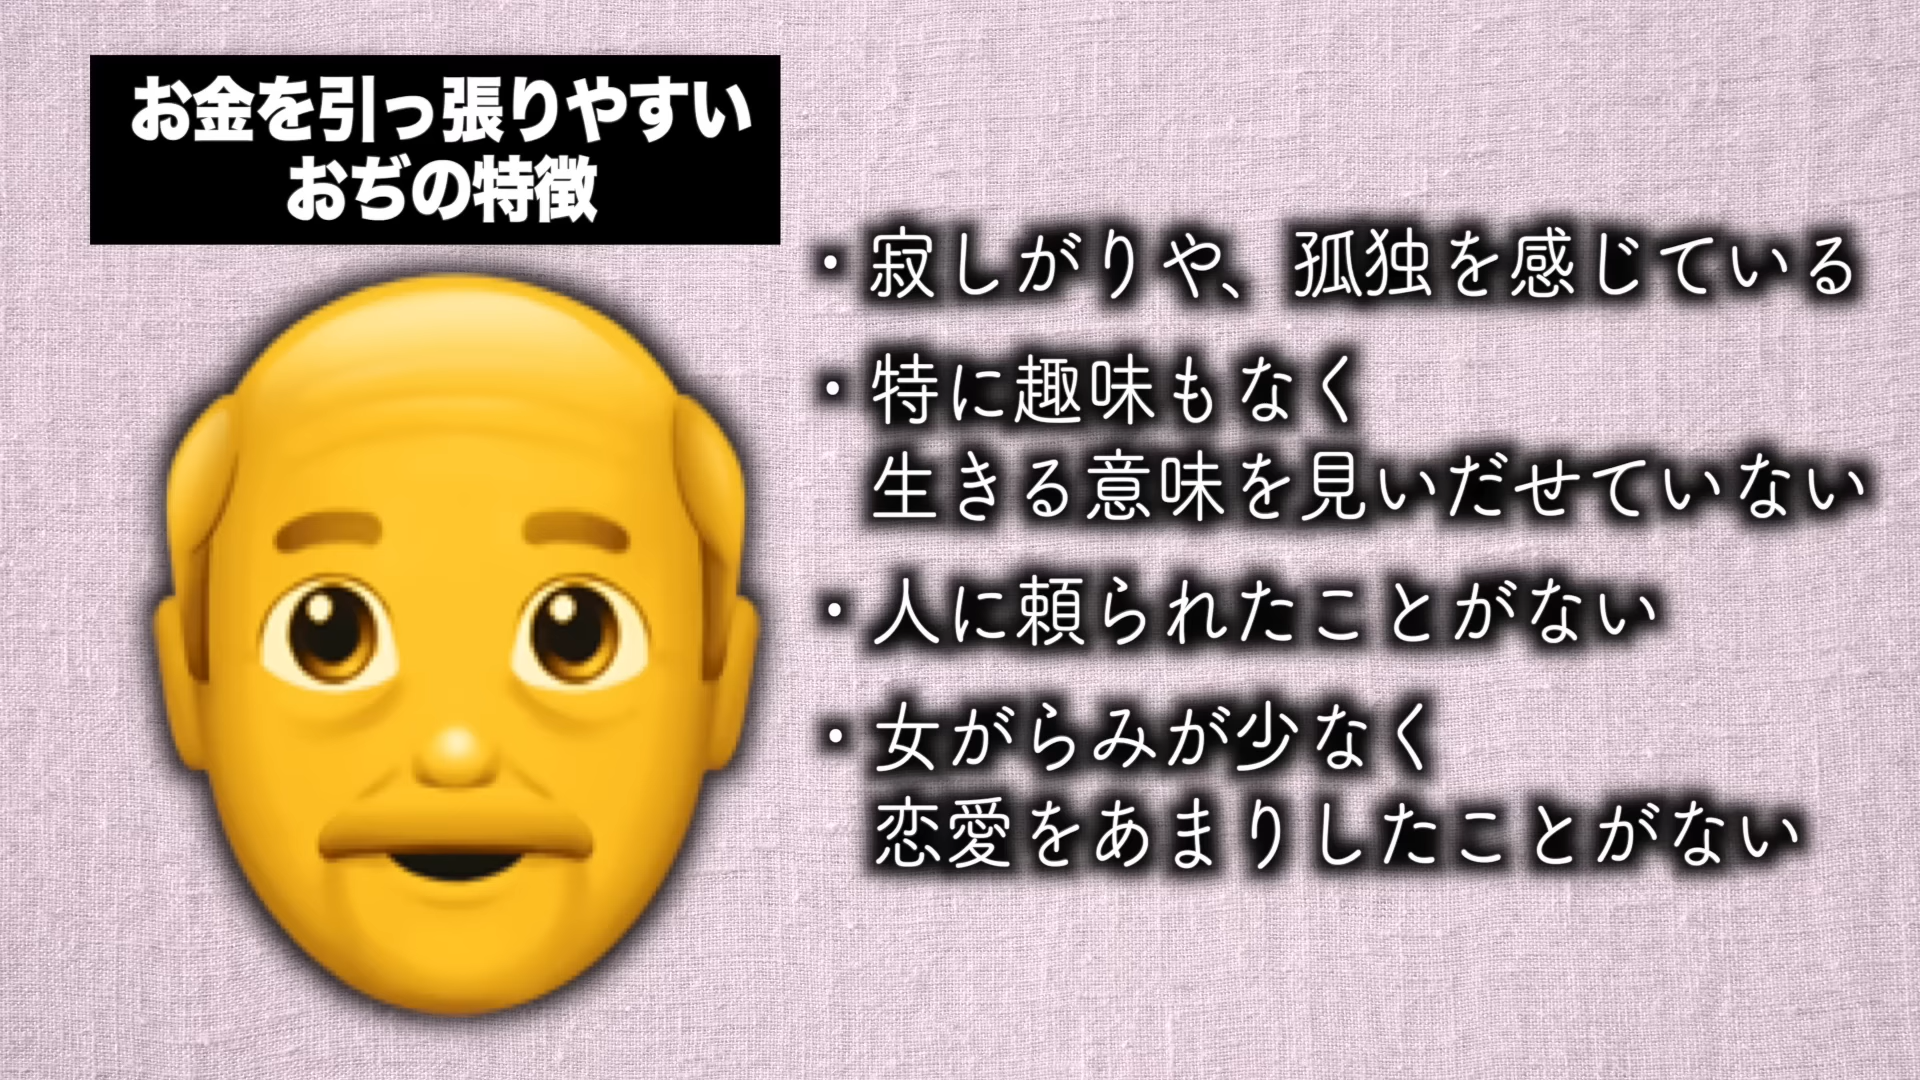 お金を引っ張りやすい
おぢの特徴
・寂しがりや、孤独を感じている
・特に趣味もなく
生きる意味を見いだせていない
・人に頼られたことがない
・女がらみが少なく
恋愛をあまりしたことがない